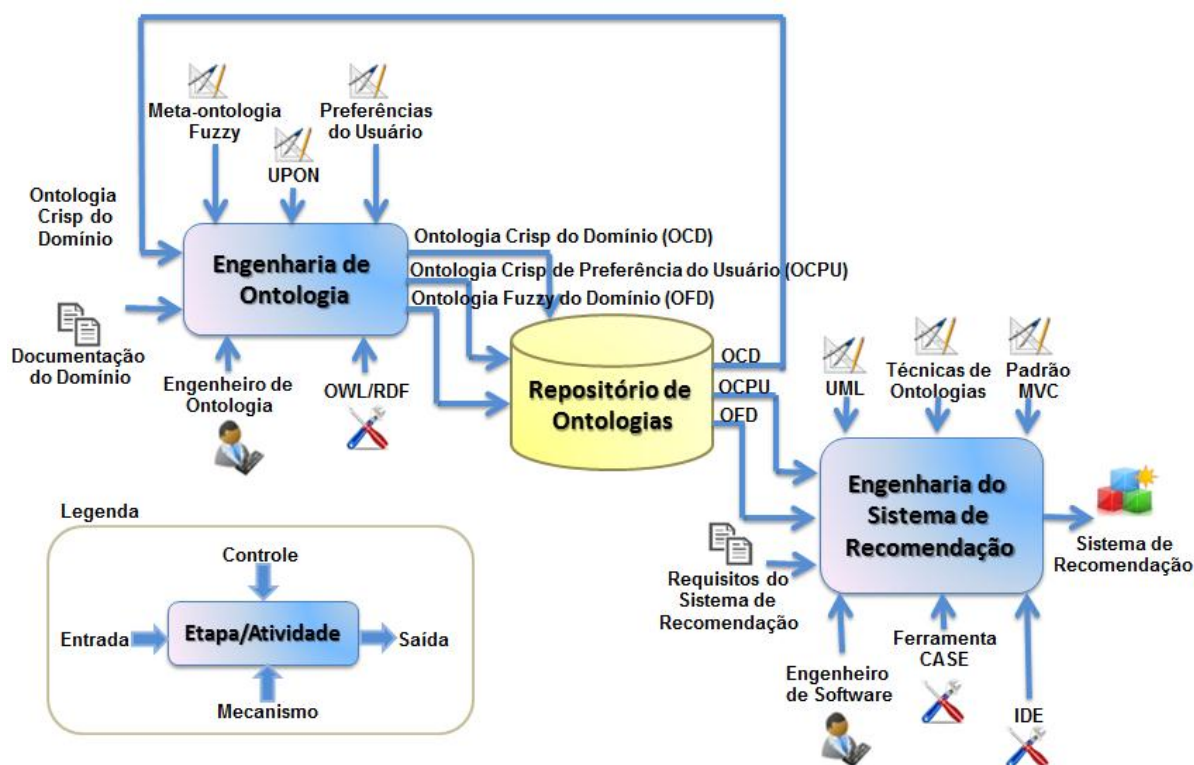 Meta-ontologia
Fuzzy
Preferências
do Usuário
UPON
Ontologia
Crisp do
Domínio
Engenharia de
Ontologia
Ontologia Crisp do Domínio (OCD)
Ontologia Crisp de Preferência do Usuário (OCPU)
Ontologia Fuzzy do Domínio (OFD)
Documentação
do Domínio
Engenheiro de
Ontologia
OWL/RDF
Repositório de
Ontologias
OCD
OCPU
OFD
UML
Técnicas de
Ontologias
Padrão
MVC
Engenharia do
Sistema de
Recomendação
Sistema de
Recomendação
Requisitos do
Sistema de
Recomendação
Engenheiro
de Software
Ferramenta
CASE
IDE
Legenda
Controle
Entrada
Etapa/Atividade
Saída
Mecanismo